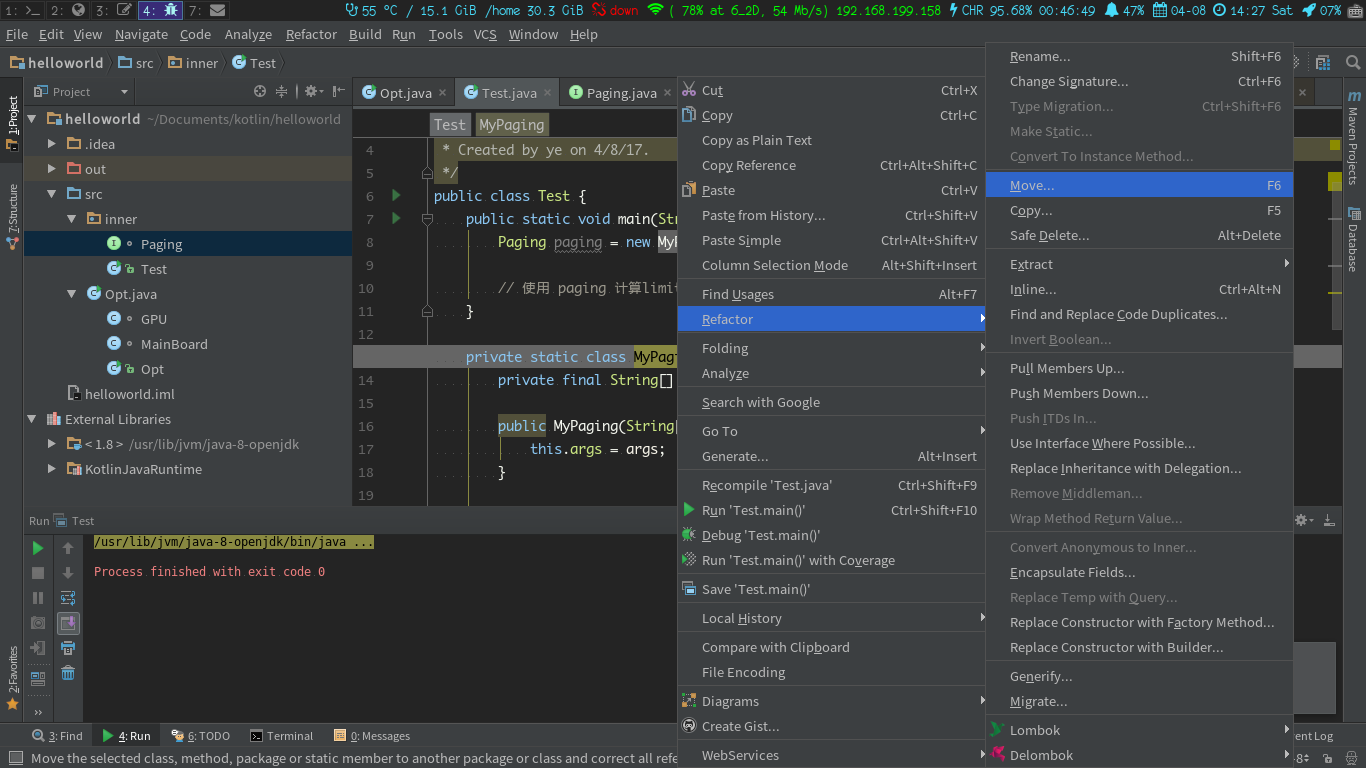 1: 2: 3: 4: 7: 55 °C / 15.1 GiB /home 30.3 GiB down ( 78% at 6_2D, 54 Mb/s) 192.168.199.158 CHR 95.68% 00:46:49 47% 04-08 14:27 Sat 07%
File Edit View Navigate Code Analyze Refactor Build Run Tools VCS Window Help
helloworld src inner Test
1:Project
7:Structure
2:Favorites
Project
helloworld ~/Documents/kotlin/helloworld
.idea
out
src
inner
Paging
Test
Opt.java
GPU
MainBoard
Opt
helloworld.iml
External Libraries
< 1.8 > /usr/lib/jvm/java-8-openjdk
KotlinJavaRuntime
Opt.java Test.java Paging.java
Test MyPaging
4 * Created by ye on 4/8/17.
5 */
6 public class Test {
7 public static void main(Str
8 Paging paging = new MyP
9
10 // 使用 paging 计算limit
11 }
12
private static class MyPagi
14 private final String[]
15
16 public MyPaging(String[
17 this.args = args;
18 }
19
Cut Ctrl+X
Copy Ctrl+C
Copy as Plain Text
Copy Reference Ctrl+Alt+Shift+C
Paste Ctrl+V
Paste from History... Ctrl+Shift+V
Paste Simple Ctrl+Alt+Shift+V
Column Selection Mode Alt+Shift+Insert
Find Usages Alt+F7
Refactor
Folding
Analyze
Search with Google
Go To
Generate... Alt+Insert
Recompile 'Test.java' Ctrl+Shift+F9
Run 'Test.main()' Ctrl+Shift+F10
Debug 'Test.main()'
Run 'Test.main()' with Coverage
Save 'Test.main()'
Local History
Compare with Clipboard
File Encoding
Diagrams
Create Gist...
WebServices
Rename... Shift+F6
Change Signature... Ctrl+F6
Type Migration... Ctrl+Shift+F6
Make Static...
Convert To Instance Method...
Move... F6
Copy... F5
Safe Delete... Alt+Delete
Extract
Inline... Ctrl+Alt+N
Find and Replace Code Duplicates...
Invert Boolean...
Pull Members Up...
Push Members Down...
Push ITDs In...
Use Interface Where Possible...
Replace Inheritance with Delegation...
Remove Middleman...
Wrap Method Return Value...
Convert Anonymous to Inner...
Encapsulate Fields...
Replace Temp with Query...
Replace Constructor with Factory Method...
Replace Constructor with Builder...
Generify...
Migrate...
Lombok
Delombok
Maven Projects
Database
Run Test
/usr/lib/jvm/java-8-openjdk/bin/java ...
Process finished with exit code 0
3: Find 4: Run 6: TODO Terminal 0: Messages ent Log
Move the selected class, method, package or static member to another package or class and correct all refe